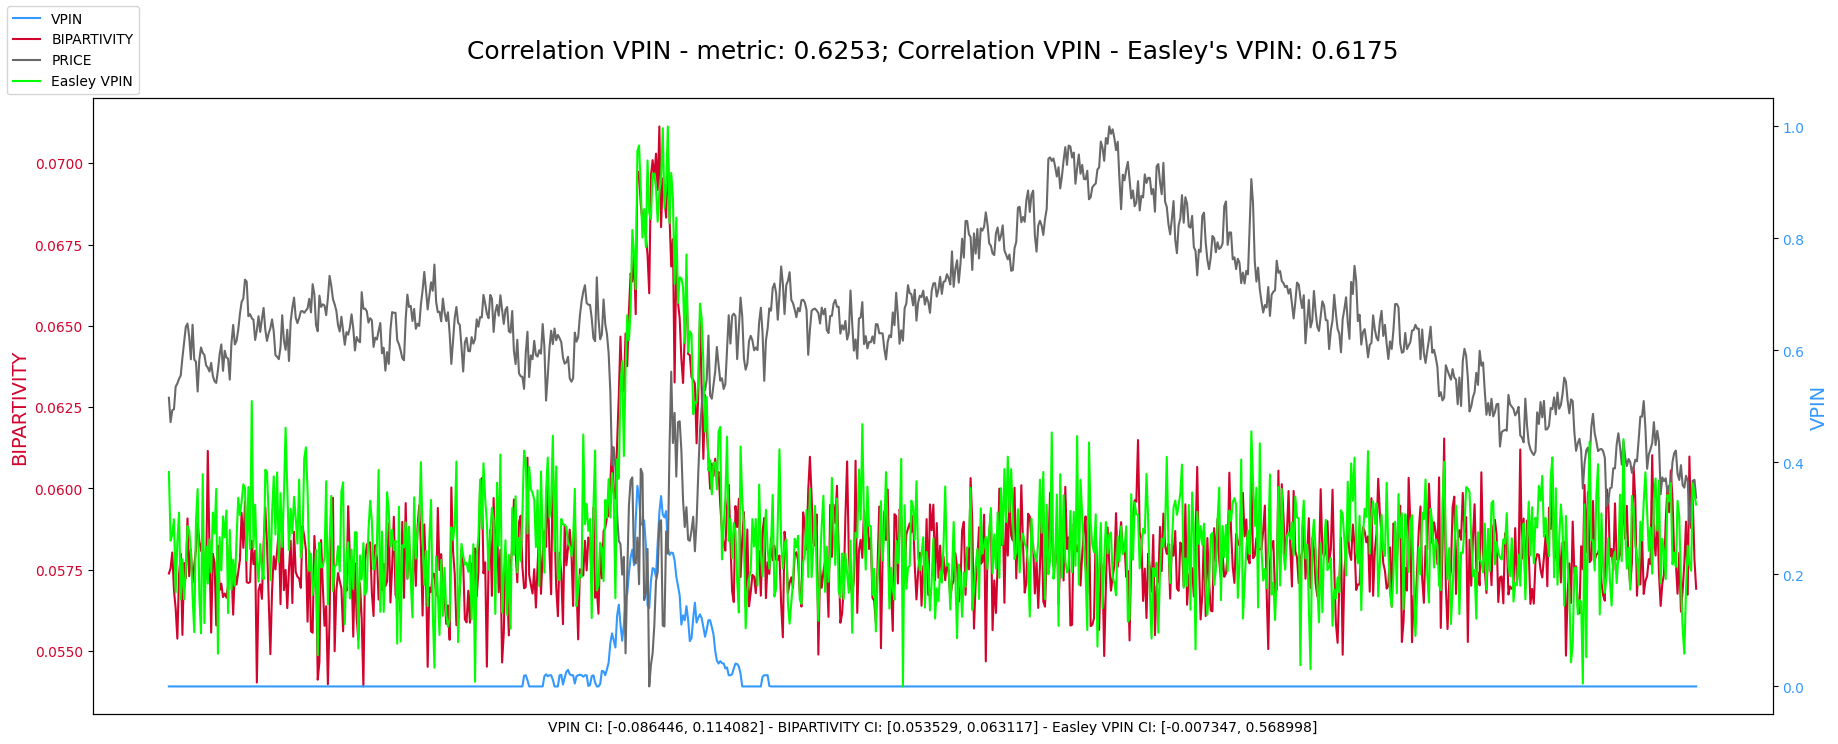 VPIN
BIPARTIVITY
PRICE
Easley VPIN
Correlation VPIN - metric: 0.6253; Correlation VPIN - Easley's VPIN: 0.6175
BIPARTIVITY
0.0700
0.0675
0.0650
0.0625
0.0600
0.0575
0.0550
1.0
0.8
0.6
0.4
0.2
0.0
VPIN
VPIN CI: [-0.086446, 0.114082] - BIPARTIVITY CI: [0.053529, 0.063117] - Easley VPIN CI: [-0.007347, 0.568998]